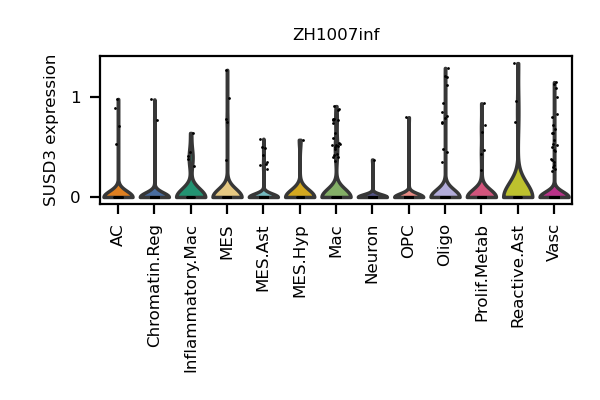 ZH1007inf
SUSD3 expression
1
0
AC
Chromatin.Reg
Inflammatory.Mac
MES
MES.Ast
MES.Hyp
Mac
Neuron
OPC
Oligo
Prolif.Metab
Reactive.Ast
Vasc